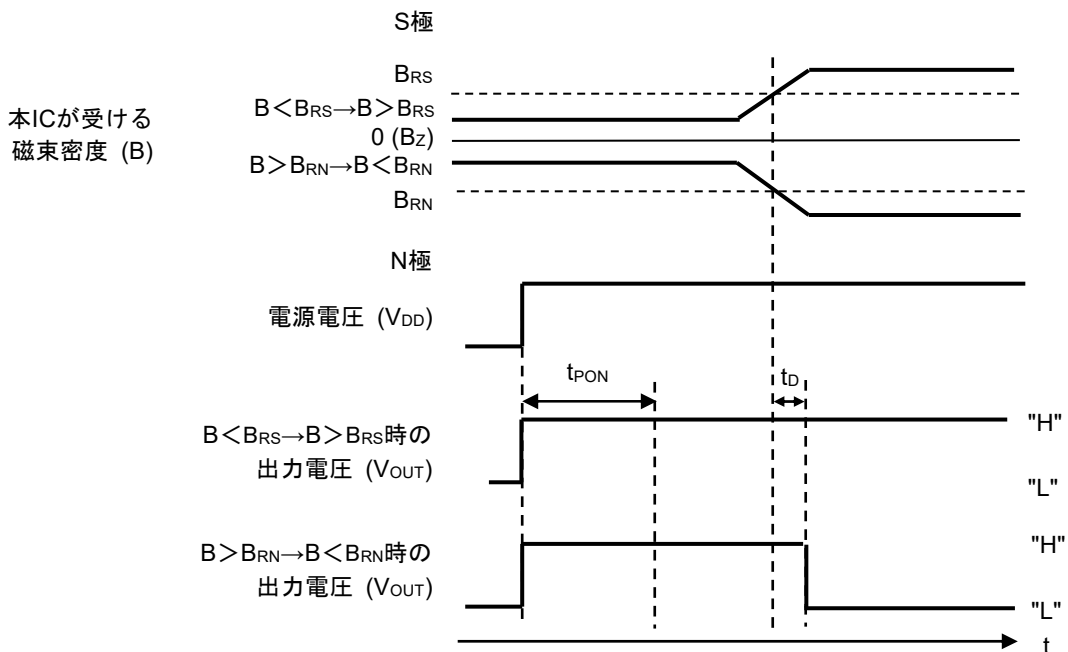 S極
BRS
B＜BRS→B＞BRS
本ICが受ける
磁束密度 (B)
0 (BZ)
B＞BRN→B＜BRN
BRN
N極
電源電圧 (VDD)
tPON
tD
B＜BRS→B＞BRS時の
出力電圧 (VOUT)
"H"
"L"
B＞BRN→B＜BRN時の
出力電圧 (VOUT)
"H"
"L"
t